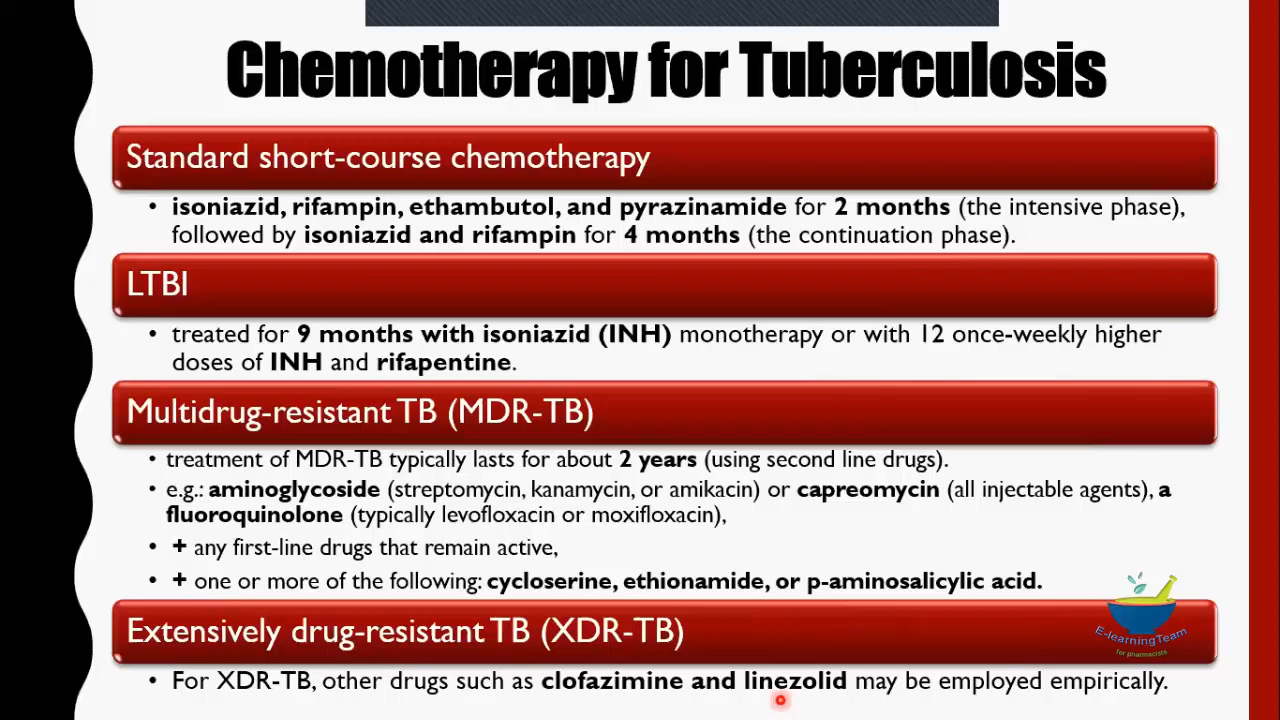 Chemotherapy for Tuberculosis
Standard short-course chemotherapy
• isoniazid, rifampin, ethambutol, and pyrazinamide for 2 months (the intensive phase),
followed by isoniazid and rifampin for 4 months (the continuation phase).
LTBI
• treated for 9 months with isoniazid (INH) monotherapy or with 12 once-weekly higher
doses of INH and rifapentine.
Multidrug-resistant TB (MDR-TB)
• treatment of MDR-TB typically lasts for about 2 years (using second line drugs).
• e.g.: aminoglycoside (streptomycin, kanamycin, or amikacin) or capreomycin (all injectable agents), a
fluoroquinolone (typically levofloxacin or moxifloxacin),
• + any first-line drugs that remain active,
• + one or more of the following: cycloserine, ethionamide, or p-aminosalicylic acid.
Extensively drug-resistant TB (XDR-TB)
E-learningTeam
for pharmacists
• For XDR-TB, other drugs such as clofazimine and linezolid may be employed empirically.